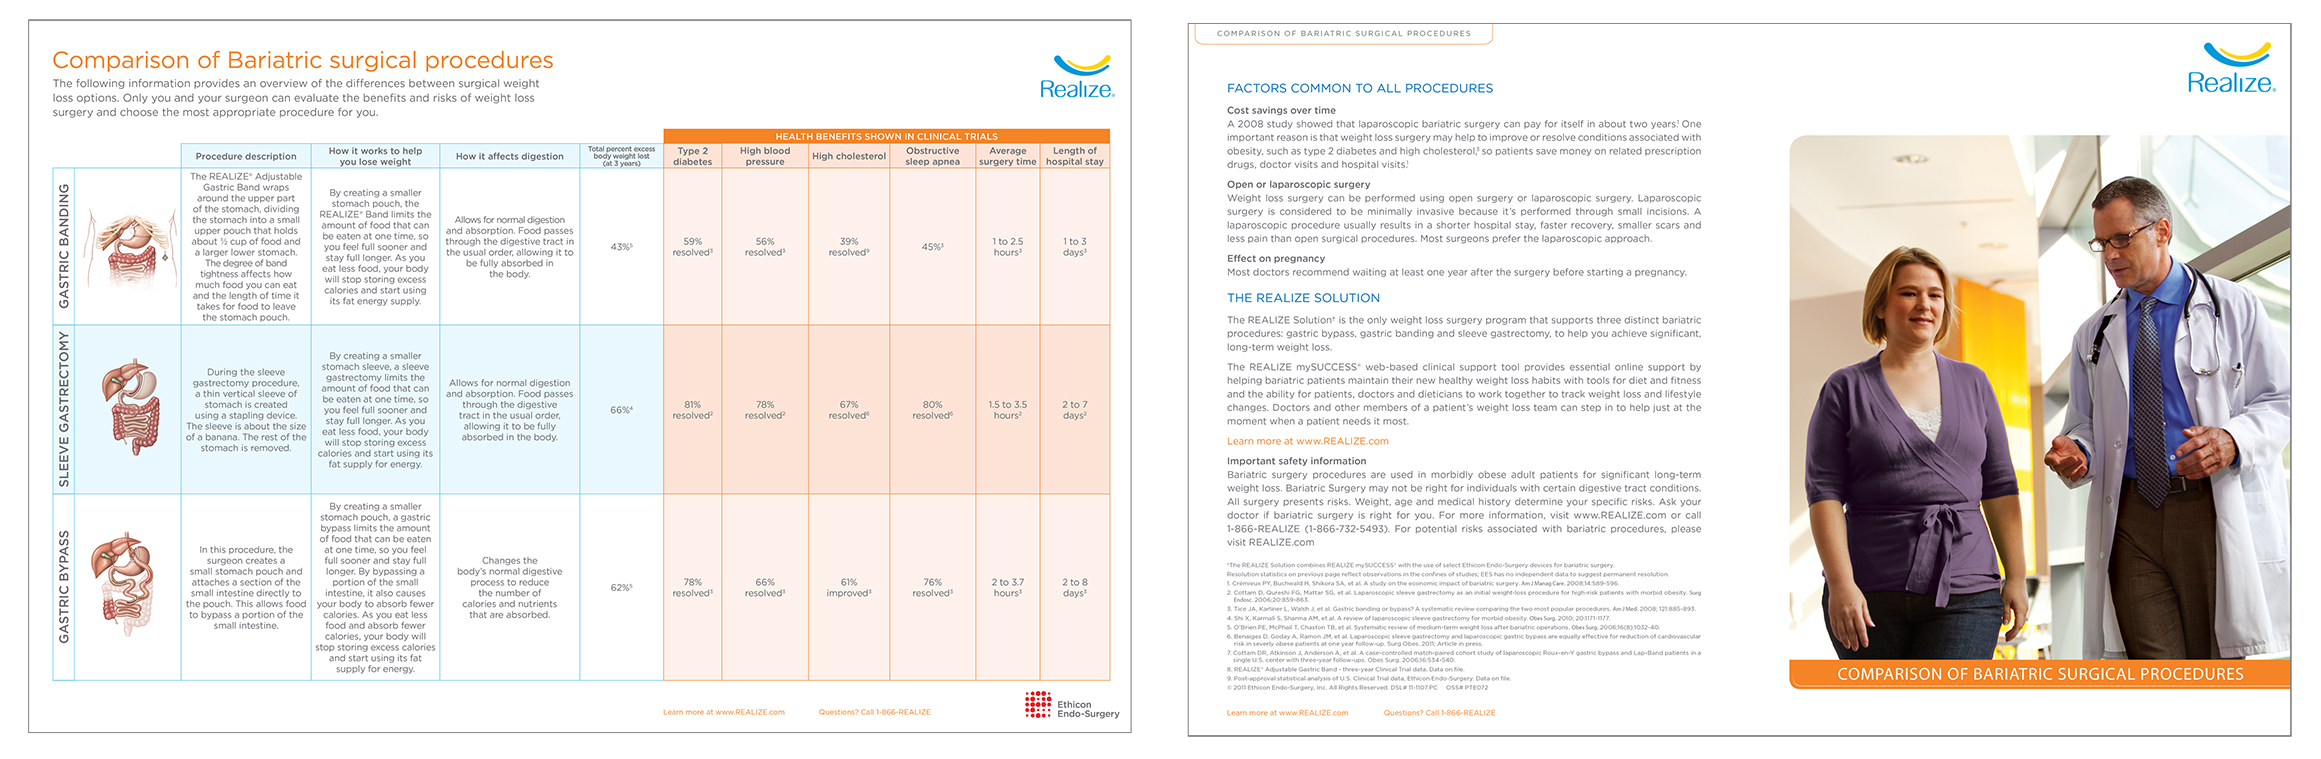 Comparison of Bariatric surgical procedures
The following information provides an overview of the differences between surgical weight
loss options. Only you and your surgeon can evaluate the benefits and risks of weight loss
surgery and choose the most appropriate procedure for you.
Realize®
HEALTH BENEFITS SHOWN IN CLINICAL TRIALS
Procedure description
How it works to help
you lose weight
How it affects digestion
Total percent excess
body weight lost
(at 3 years)
Type 2
diabetes
High blood
pressure
High cholesterol
Obstructive
sleep apnea
Average
surgery time
Length of
hospital stay
GASTRIC BANDING
The REALIZE® Adjustable
Gastric Band wraps
around the upper part
of the stomach, dividing
the stomach into a small
upper pouch that holds
about ½ cup of food and
a larger lower stomach.
The degree of band
tightness affects how
much food you can eat
and the length of time it
takes for food to leave
the stomach pouch.
By creating a smaller
stomach pouch, the
REALIZE® Band limits the
amount of food that can
be eaten at one time, so
you feel full sooner and
stay full longer. As you
eat less food, your body
will stop storing excess
calories and start using
its fat energy supply.
Allows for normal digestion
and absorption. Food passes
through the digestive tract in
the usual order, allowing it to
be fully absorbed in
the body.
43%⁵
59%
resolved³
56%
resolved³
39%
resolved⁹
45%³
1 to 2.5
hours³
1 to 3
days³
SLEEVE GASTRECTOMY
During the sleeve
gastrectomy procedure,
a thin vertical sleeve of
stomach is created
using a stapling device.
The sleeve is about the size
of a banana. The rest of the
stomach is removed.
By creating a smaller
stomach sleeve, a sleeve
gastrectomy limits the
amount of food that can
be eaten at one time, so
you feel full sooner and
stay full longer. As you
eat less food, your body
will stop storing excess
calories and start using its
fat supply for energy.
Allows for normal digestion
and absorption. Food passes
through the digestive
tract in the usual order,
allowing it to be fully
absorbed in the body.
66%⁴
81%
resolved²
78%
resolved²
67%
resolved⁶
80%
resolved⁶
1.5 to 3.5
hours²
2 to 7
days²
GASTRIC BYPASS
In this procedure, the
surgeon creates a
small stomach pouch and
attaches a section of the
small intestine directly to
the pouch. This allows food
to bypass a portion of the
small intestine.
By creating a smaller
stomach pouch, a gastric
bypass limits the amount
of food that can be eaten
at one time, so you feel
full sooner and stay full
longer. By bypassing a
portion of the small
intestine, it also causes
your body to absorb fewer
calories. As you eat less
food and absorb fewer
calories, your body will
stop storing excess calories
and start using its fat
supply for energy.
Changes the
body's normal digestive
process to reduce
the number of
calories and nutrients
that are absorbed.
62%⁵
78%
resolved³
66%
resolved³
61%
improved³
76%
resolved³
2 to 3.7
hours³
2 to 8
days³
Learn more at www.REALIZE.com Questions? Call 1-866-REALIZE
Ethicon
Endo-Surgery
COMPARISON OF BARIATRIC SURGICAL PROCEDURES
FACTORS COMMON TO ALL PROCEDURES
Cost savings over time
A 2008 study showed that laparoscopic bariatric surgery can pay for itself in about two years.¹ One
important reason is that weight loss surgery may help to improve or resolve conditions associated with
obesity, such as type 2 diabetes and high cholesterol,³ so patients save money on related prescription
drugs, doctor visits and hospital visits.¹
Open or laparoscopic surgery
Weight loss surgery can be performed using open surgery or laparoscopic surgery. Laparoscopic
surgery is considered to be minimally invasive because it's performed through small incisions. A
laparoscopic procedure usually results in a shorter hospital stay, faster recovery, smaller scars and
less pain than open surgical procedures. Most surgeons prefer the laparoscopic approach.
Effect on pregnancy
Most doctors recommend waiting at least one year after the surgery before starting a pregnancy.
THE REALIZE SOLUTION
The REALIZE Solution* is the only weight loss surgery program that supports three distinct bariatric
procedures: gastric bypass, gastric banding and sleeve gastrectomy, to help you achieve significant,
long-term weight loss.
The REALIZE mySUCCESS® web-based clinical support tool provides essential online support by
helping bariatric patients maintain their new healthy weight loss habits with tools for diet and fitness
and the ability for patients, doctors and dieticians to work together to track weight loss and lifestyle
changes. Doctors and other members of a patient's weight loss team can step in to help just at the
moment when a patient needs it most.
Learn more at www.REALIZE.com
Important safety information
Bariatric surgery procedures are used in morbidly obese adult patients for significant long-term
weight loss. Bariatric Surgery may not be right for individuals with certain digestive tract conditions.
All surgery presents risks. Weight, age and medical history determine your specific risks. Ask your
doctor if bariatric surgery is right for you. For more information, visit www.REALIZE.com or call
1-866-REALIZE (1-866-732-5493). For potential risks associated with bariatric procedures, please
visit REALIZE.com
*The REALIZE Solution combines REALIZE mySUCCESS® with the use of select Ethicon Endo-Surgery devices for bariatric surgery.
Resolution statistics on previous page reflect observations in the confines of studies; EES has no independent data to suggest permanent resolution.
1. Crémieux PY, Buchwald H, Shikora SA, et al. A study on the economic impact of bariatric surgery. Am J Manag Care. 2008;14:589-596.
2. Cottam D, Qureshi FG, Mattar SG, et al. Laparoscopic sleeve gastrectomy as an initial weight-loss procedure for high-risk patients with morbid obesity. Surg
Endosc. 2006;20:859-863.
3. Tice JA, Karliner L, Walsh J, et al. Gastric banding or bypass? A systematic review comparing the two most popular procedures. Am J Med. 2008; 121:885-893.
4. Shi X, Karmali S, Sharma AM, et al. A review of laparoscopic sleeve gastrectomy for morbid obesity. Obes Surg. 2010; 20:1171-1177.
5. O'Brien PE, McPhail T, Chaston TB, et al. Systematic review of medium-term weight loss after bariatric operations. Obes Surg. 2006;16(8):1032-40.
6. Benaiges D, Goday A, Ramon JM, et al. Laparoscopic sleeve gastrectomy and laparoscopic gastric bypass are equally effective for reduction of cardiovascular
risk in severly obese patients at one year follow-up. Surg Obes. 2011; Article in press.
7. Cottam DR, Atkinson J, Anderson A, et al. A case-controlled match-paired cohort study of laparoscopic Roux-en-Y gastric bypass and Lap-Band patients in a
single U.S. center with three-year follow-ups. Obes Surg. 2006;16:534-540.
8. REALIZE® Adjustable Gastric Band - three-year Clinical Trial data. Data on file.
9. Post-approval statistical analysis of U.S. Clinical Trial data. Ethicon Endo-Surgery. Data on file.
© 2011 Ethicon Endo-Surgery, Inc. All Rights Reserved. DSL# 11-1107.PC OSS# PTE072
Learn more at www.REALIZE.com Questions? Call 1-866-REALIZE
Realize®
COMPARISON OF BARIATRIC SURGICAL PROCEDURES